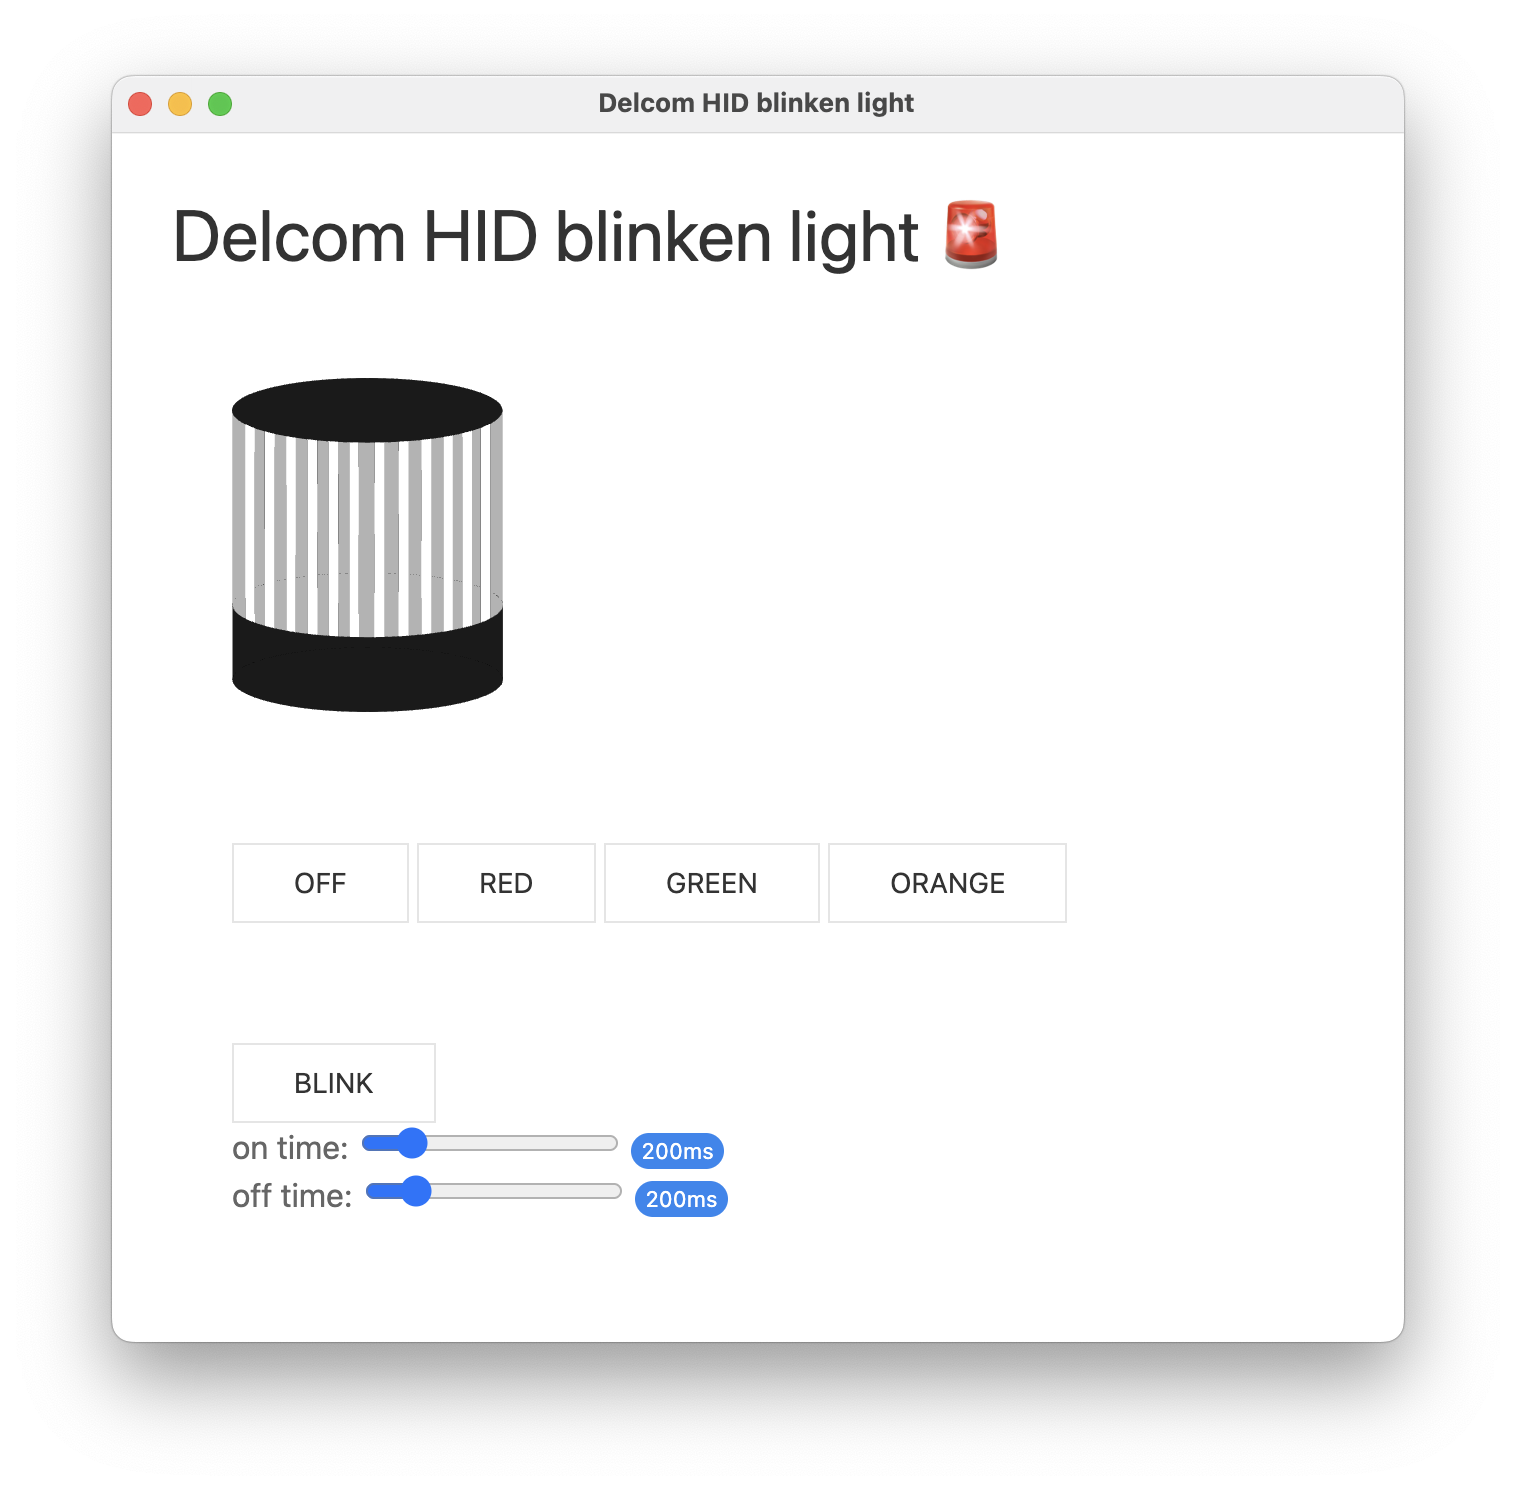 Delcom HID blinken light
Delcom HID blinken light 🚨
OFF RED GREEN ORANGE
BLINK
on time: 200ms
off time: 200ms